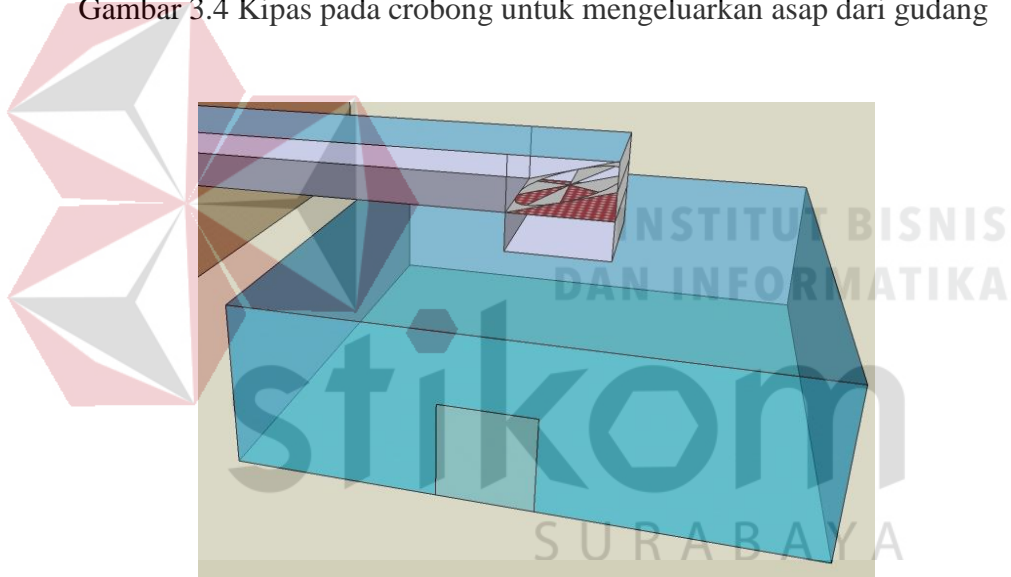 Gambar 3.4 Kipas pada crobong untuk mengeluarkan asap dari gudang
INSTITUT BISNIS
DAN INFORMATIKA
stikom
SURABAYA